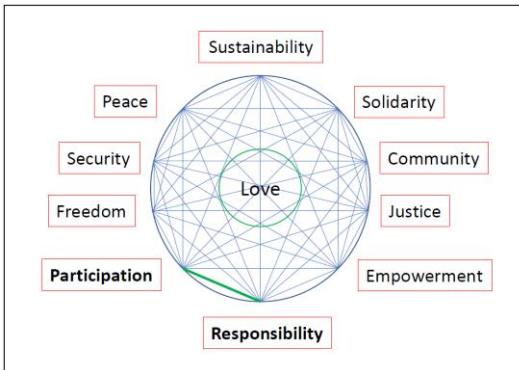 Sustainability
Peace
Solidarity
Security
Community
Love
Freedom
Justice
Participation
Empowerment
Responsibility